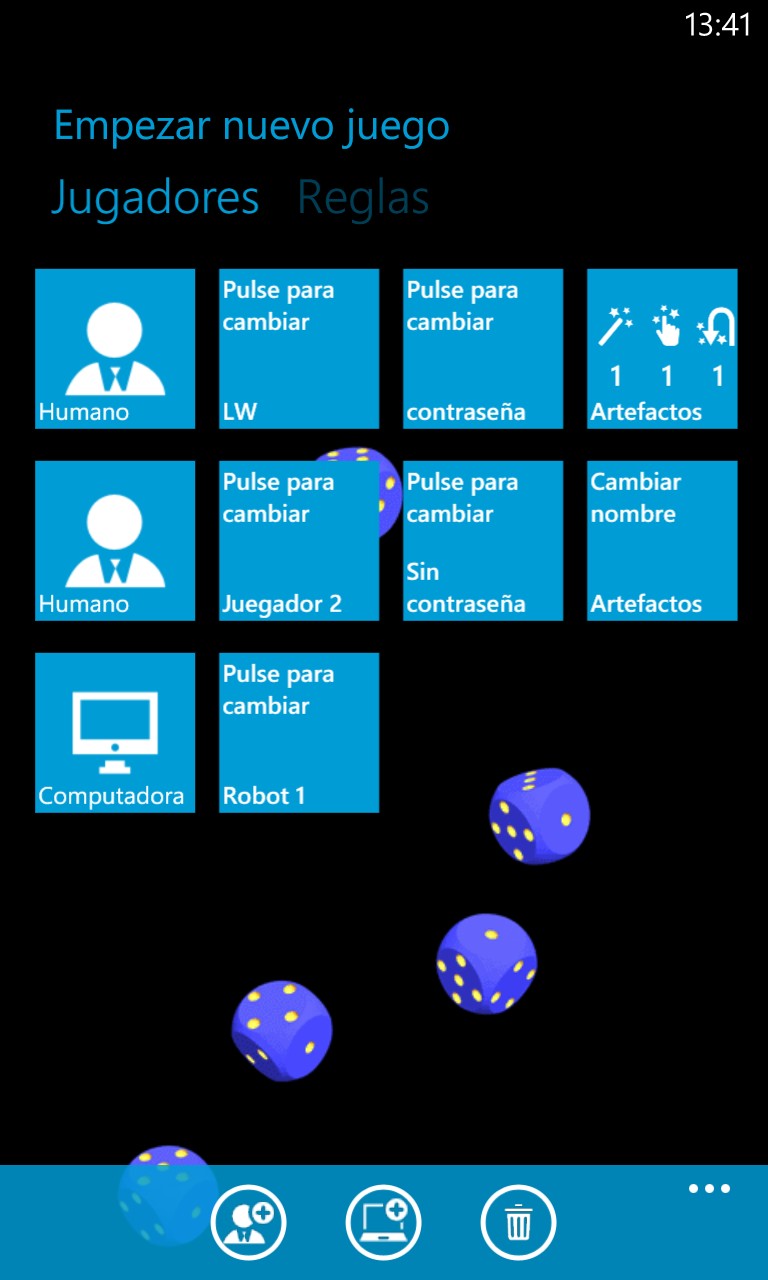 13:41
Empezar nuevo juego
Jugadores Reglas
Humano
Pulse para
cambiar
LW
Pulse para
cambiar
contraseña
1 1 1
Artefactos
Humano
Pulse para
cambiar
Juegador 2
Pulse para
cambiar
Sin
contraseña
Cambiar
nombre
Artefactos
Computadora
Pulse para
cambiar
Robot 1